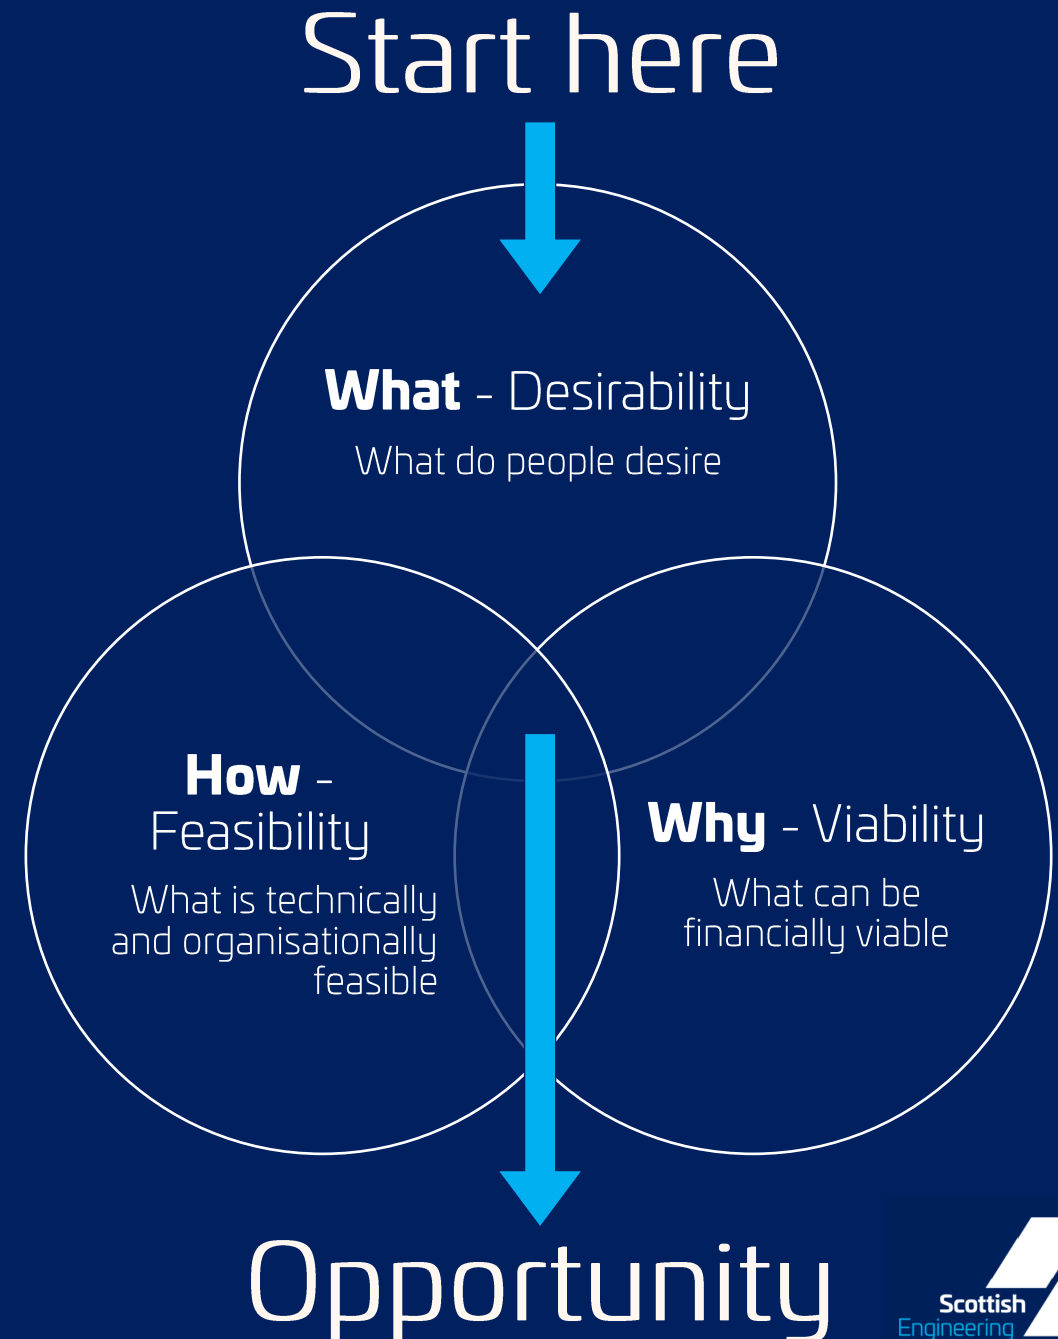 Start here
What - Desirability
What do people desire
How -
Feasibility
What is technically
and organisationally
feasible
Why - Viability
What can be
financially viable
Opportunity
Scottish
Engineering